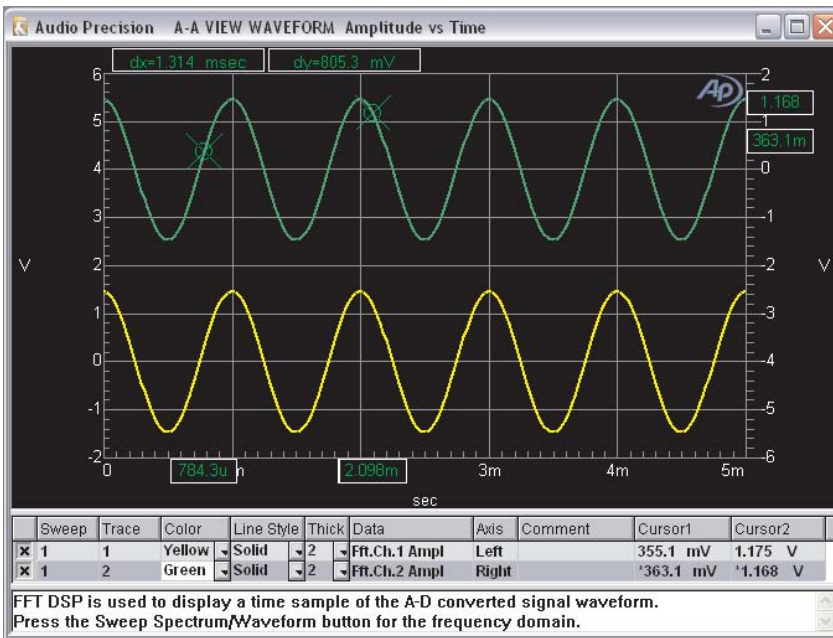 Audio Precision A-A VIEW WAVEFORM Amplitude vs Time
dx=1.314 msec dy=805.3 mV
Ap
6 2
1.168
5 1
363.1m
4 0
3 -1
V 2 -2 V
1 -3
0 -4
-1 -5
-2 -6
0 784.3u 2.098m 3m 4m 5m
sec
Sweep Trace Color Line Style Thick Data Axis Comment Cursor1 Cursor2
1 1 Yellow Solid 2 Fft.Ch.1 Ampl Left 355.1 mV 1.175 V
1 2 Green Solid 2 Fft.Ch.2 Ampl Right *363.1 mV *1.168 V
FFT DSP is used to display a time sample of the A-D converted signal waveform.
Press the Sweep Spectrum/Waveform button for the frequency domain.